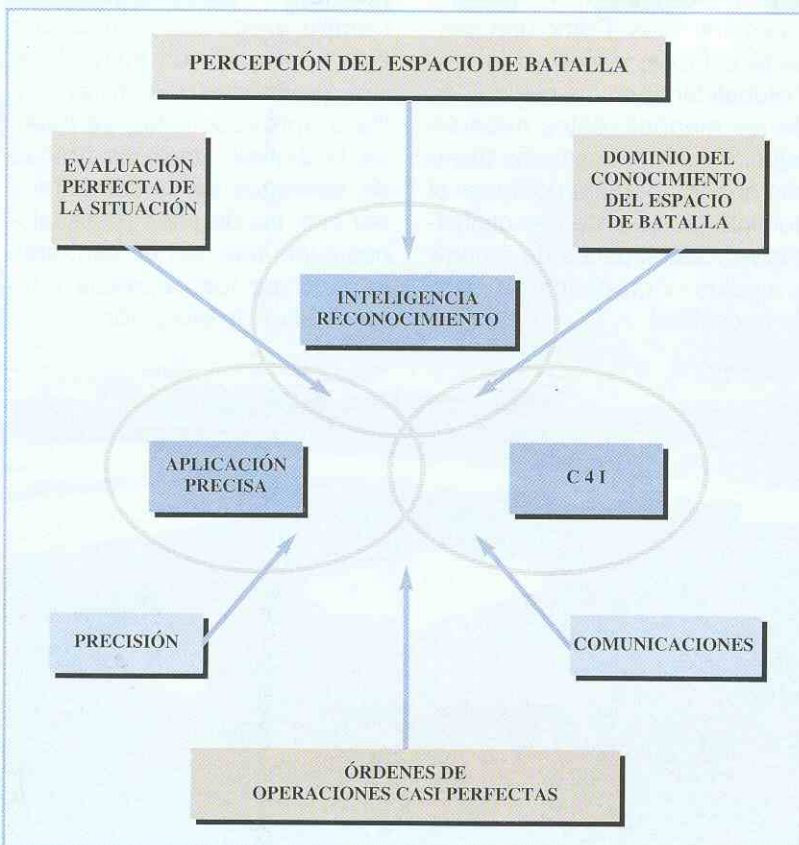 PERCEPCIÓN DEL ESPACIO DE BATALLA
EVALUACIÓN
PERFECTA DE
LA SITUACIÓN
DOMINIO DEL
CONOCIMIENTO
DEL ESPACIO
DE BATALLA
INTELIGENCIA
RECONOCIMIENTO
APLICACIÓN
PRECISA
C 4 I
PRECISIÓN
COMUNICACIONES
ÓRDENES DE
OPERACIONES CASI PERFECTAS